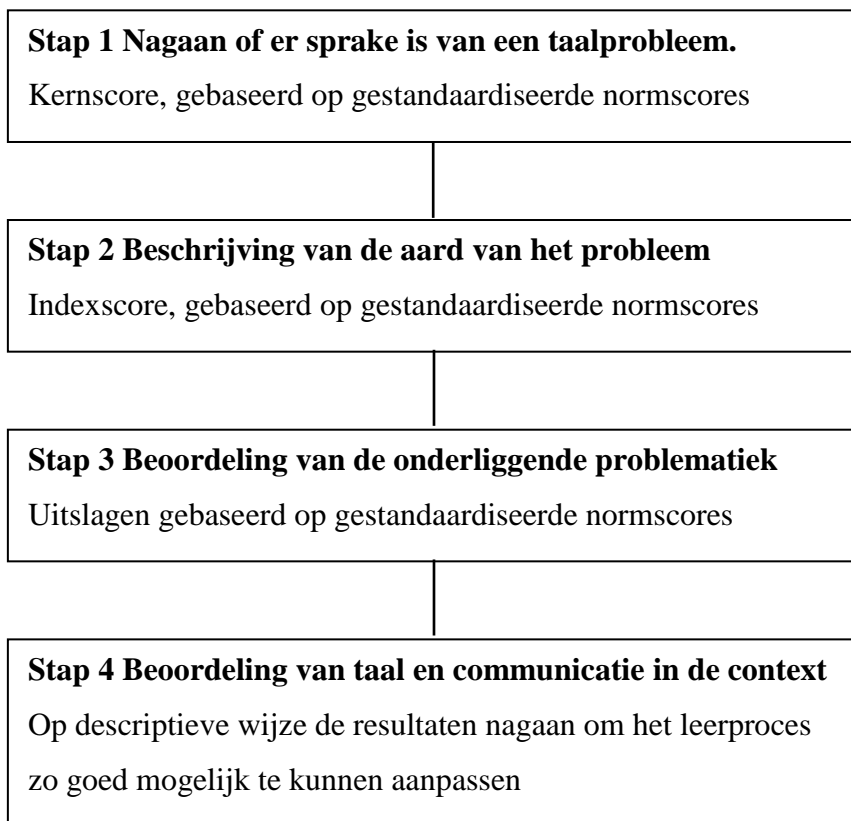 Stap 1 Nagaan of er sprake is van een taalprobleem.
Kernscore, gebaseerd op gestandaardiseerde normscores
Stap 2 Beschrijving van de aard van het probleem
Indexscore, gebaseerd op gestandaardiseerde normscores
Stap 3 Beoordeling van de onderliggende problematiek
Uitslagen gebaseerd op gestandaardiseerde normscores
Stap 4 Beoordeling van taal en communicatie in de context
Op descriptieve wijze de resultaten nagaan om het leerproces
zo goed mogelijk te kunnen aanpassen